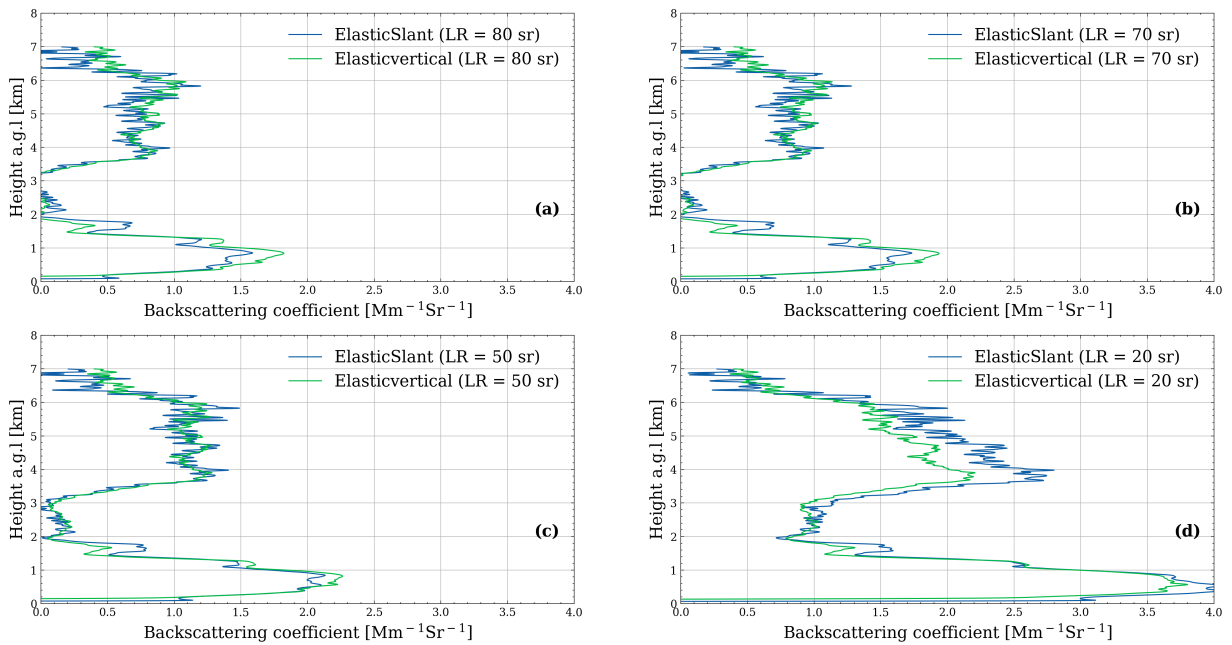 ElasticSlant (LR = 80 sr)
Elasticvertical (LR = 80 sr)
(a)
Height a.g.l [km]
0 1 2 3 4 5 6 7 8
0.0 0.5 1.0 1.5 2.0 2.5 3.0 3.5 4.0
Backscattering coefficient [Mm⁻¹Sr⁻¹]
ElasticSlant (LR = 70 sr)
Elasticvertical (LR = 70 sr)
(b)
Height a.g.l [km]
0 1 2 3 4 5 6 7 8
0.0 0.5 1.0 1.5 2.0 2.5 3.0 3.5 4.0
Backscattering coefficient [Mm⁻¹Sr⁻¹]
ElasticSlant (LR = 50 sr)
Elasticvertical (LR = 50 sr)
(c)
Height a.g.l [km]
0 1 2 3 4 5 6 7 8
0.0 0.5 1.0 1.5 2.0 2.5 3.0 3.5 4.0
Backscattering coefficient [Mm⁻¹Sr⁻¹]
ElasticSlant (LR = 20 sr)
Elasticvertical (LR = 20 sr)
(d)
Height a.g.l [km]
0 1 2 3 4 5 6 7 8
0.0 0.5 1.0 1.5 2.0 2.5 3.0 3.5 4.0
Backscattering coefficient [Mm⁻¹Sr⁻¹]